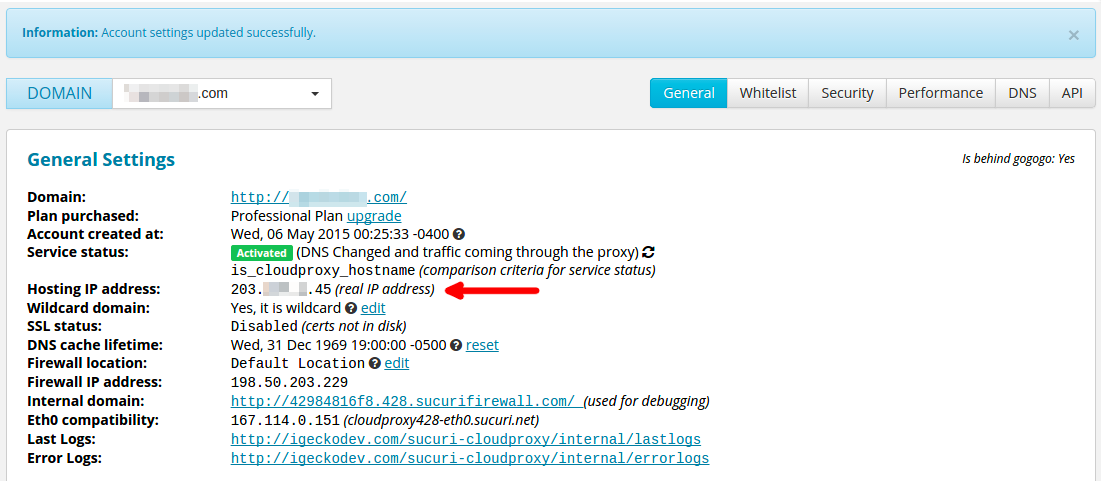 Information: Account settings updated successfully. ×
DOMAIN .com General Whitelist Security Performance DNS API
General Settings Is behind gogogo: Yes
Domain: http:// .com/
Plan purchased: Professional Plan upgrade
Account created at: Wed, 06 May 2015 00:25:33 -0400 ?
Service status: Activated (DNS Changed and traffic coming through the proxy)
is_cloudproxy_hostname (comparison criteria for service status)
Hosting IP address: 203. .45 (real IP address)
Wildcard domain: Yes, it is wildcard ? edit
SSL status: Disabled (certs not in disk)
DNS cache lifetime: Wed, 31 Dec 1969 19:00:00 -0500 ? reset
Firewall location: Default Location ? edit
Firewall IP address: 198.50.203.229
Internal domain: http://42984816f8.428.sucurifirewall.com/ (used for debugging)
Eth0 compatibility: 167.114.0.151 (cloudproxy428-eth0.sucuri.net)
Last Logs: http://igeckodev.com/sucuri-cloudproxy/internal/lastlogs
Error Logs: http://igeckodev.com/sucuri-cloudproxy/internal/errorlogs